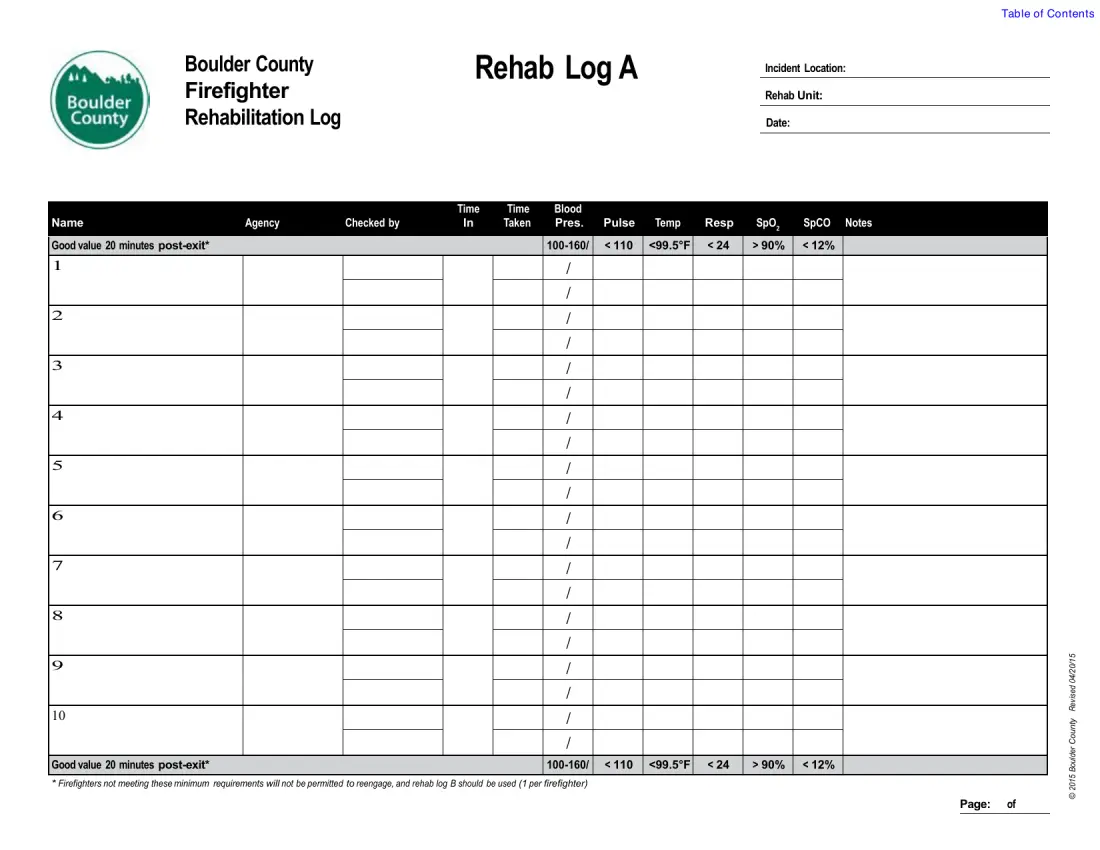 Table of Contents
Boulder
County
Boulder County
Firefighter
Rehabilitation Log
Rehab Log A
Incident Location:
Rehab Unit:
Date:
Name Agency Checked by Time In Time Taken Blood Pres. Pulse Temp Resp SpO2 SpCO Notes
Good value 20 minutes post-exit* 100-160/ < 110 <99.5°F < 24 > 90% < 12%
1 /
/
2 /
/
3 /
/
4 /
/
5 /
/
6 /
/
7 /
/
8 /
/
9 /
/
10 /
/
Good value 20 minutes post-exit* 100-160/ < 110 <99.5°F < 24 > 90% < 12%
* Firefighters not meeting these minimum requirements will not be permitted to reengage, and rehab log B should be used (1 per firefighter)
Page: of
© 2015 Boulder County Revised 04/20/15